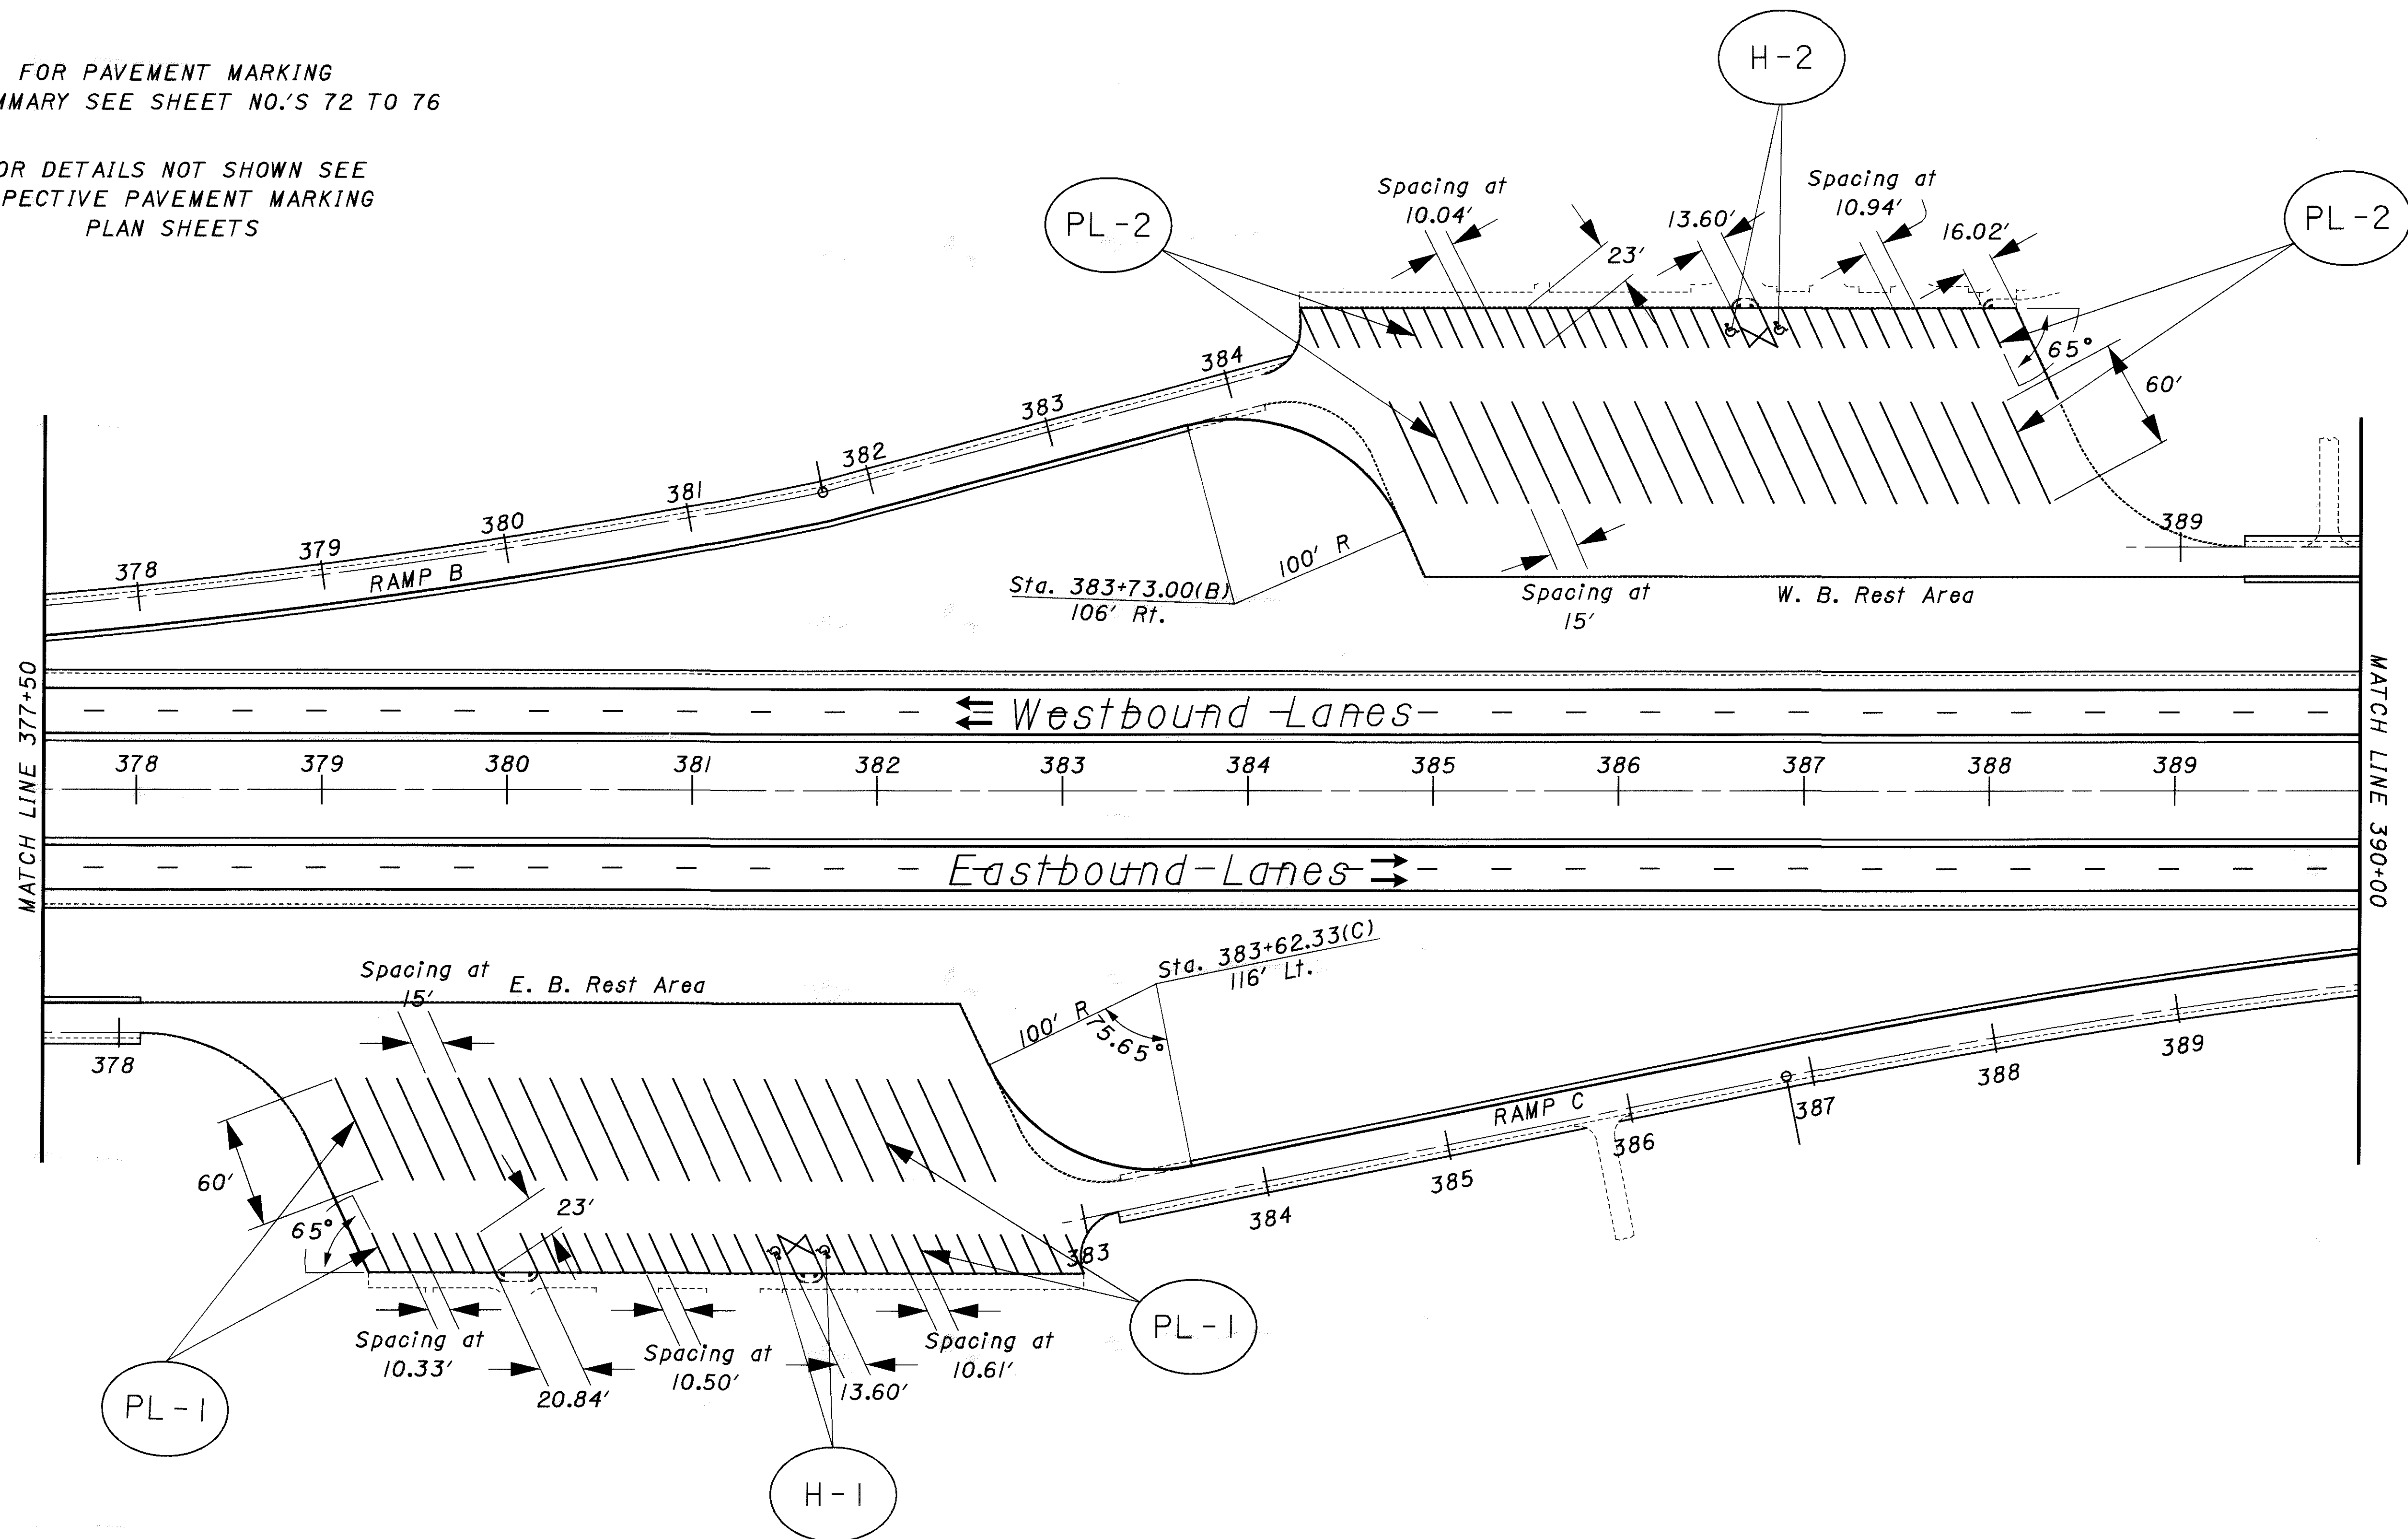 FOR PAVEMENT MARKING
MMARY SEE SHEET NO.'S 72 TO 76
OR DETAILS NOT SHOWN SEE
PECTIVE PAVEMENT MARKING
PLAN SHEETS
H-2
PL-2
Spacing at
10.04'
23'
13.60'
Spacing at
10.94'
16.02'
PL-2
65°
60'
378
379
380
381
382
383
384
RAMP B
389
Sta. 383+73.00(B)
106' Rt.
100' R
Spacing at
15'
W. B. Rest Area
MATCH LINE 377+50
MATCH LINE 390+00
Westbound Lanes
378
379
380
381
382
383
384
385
386
387
388
389
Eastbound Lanes
Spacing at
15'
E. B. Rest Area
Sta. 383+62.33(C)
116' Lt.
100' R
75.65°
378
60'
65°
23'
383
384
385
386
387
388
389
RAMP C
Spacing at
10.33'
20.84'
Spacing at
10.50'
13.60'
Spacing at
10.61'
PL-1
PL-1
H-1